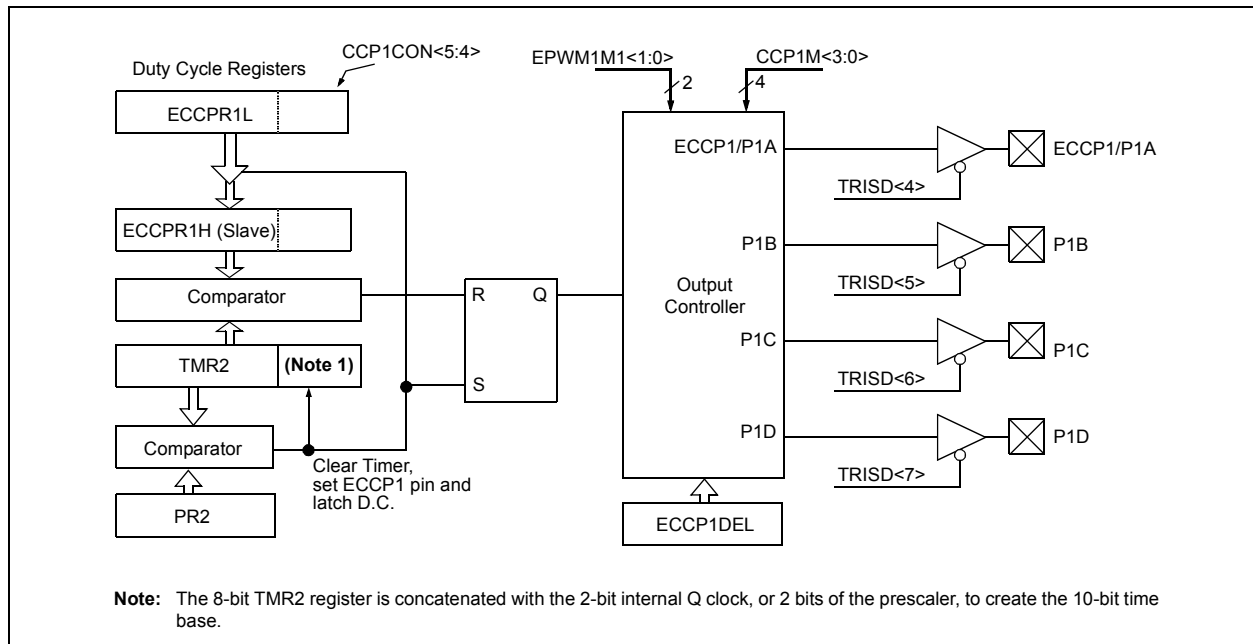 CCP1CON<5:4>
Duty Cycle Registers
ECCPR1L
ECCPR1H (Slave)
Comparator
TMR2
(Note 1)
Comparator
PR2
Clear Timer,
set ECCP1 pin and
latch D.C.
R
Q
S
EPWM1M1<1:0>
2
CCP1M<3:0>
4
Output
Controller
ECCP1/P1A
P1B
P1C
P1D
ECCP1DEL
TRISD<4>
ECCP1/P1A
TRISD<5>
P1B
TRISD<6>
P1C
TRISD<7>
P1D
Note: The 8-bit TMR2 register is concatenated with the 2-bit internal Q clock, or 2 bits of the prescaler, to create the 10-bit time
base.